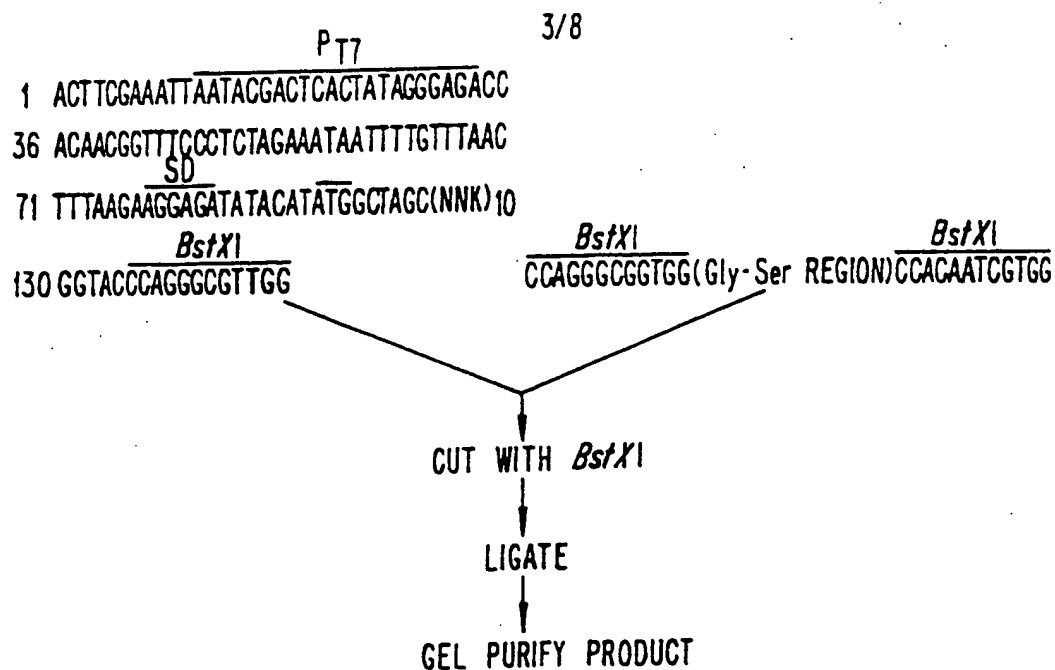 3/8
PT7
1 ACTTCGAAATTAATACGACTCACTATAGGGAGACC
36 ACAACGGTTTCCCTCTAGAAATAATTTTGTTTAAC
SD
71 TTTAAGAAGGAGATATACATATGGCTAGC(NNK)10
BstXI
130 GGTACCCAGGGCGTTGG
BstXI BstXI
CCAGGGCGGTGG(Gly-Ser REGION)CCACAATCGTGG
CUT WITH BstXI
LIGATE
GEL PURIFY PRODUCT